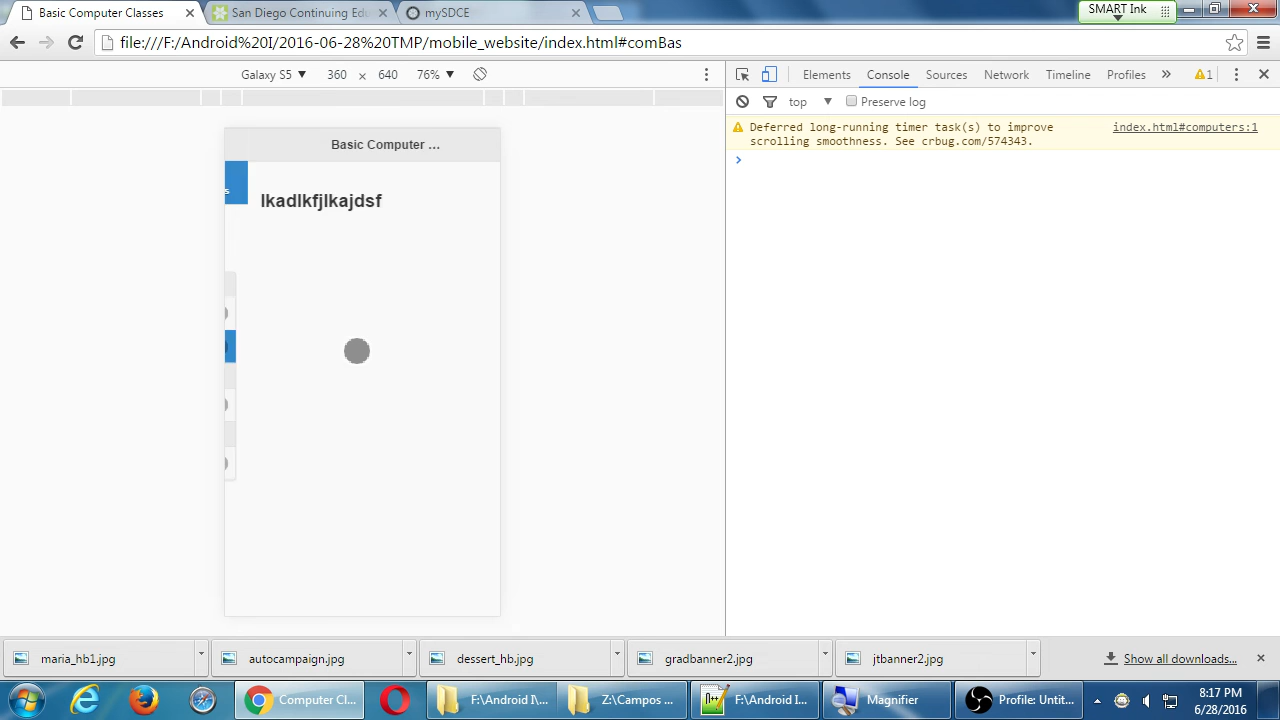 Basic Computer Classes
San Diego Continuing Edu
mySDCE
SMART Ink
file:///F:/Android%20I/2016-06-28%20TMP/mobile_website/index.html#comBas
Galaxy S5 ▼ 360 × 640 76% ▼
Elements Console Sources Network Timeline Profiles » 1
top ▼ Preserve log
Deferred long-running timer task(s) to improve scrolling smoothness. See crbug.com/574343.
index.html#computers:1
Basic Computer ...
s
lkadlkfjlkajdsf
maria_hb1.jpg
autocampaign.jpg
dessert_hb.jpg
gradbanner2.jpg
jtbanner2.jpg
Show all downloads...
Computer Cl...
F:\Android I\...
Z:\Campos ...
F:\Android I...
Magnifier
Profile: Untit...
8:17 PM
6/28/2016